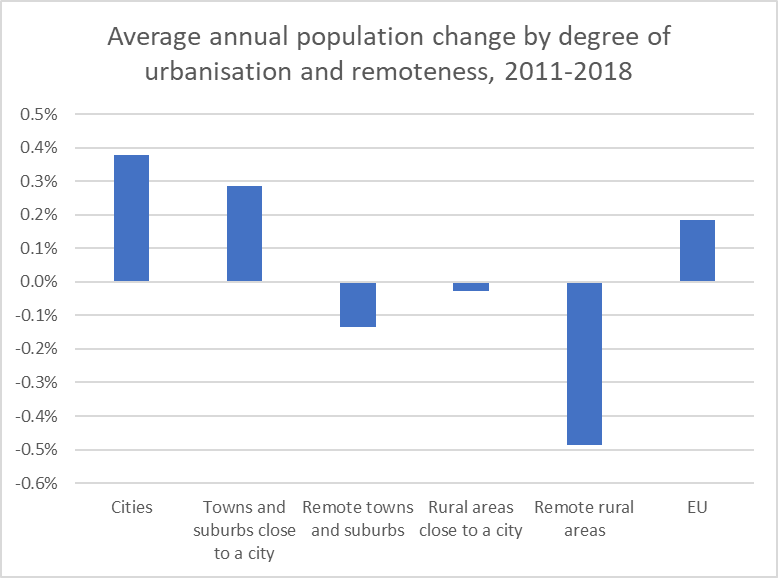 Average annual population change by degree of
urbanisation and remoteness, 2011-2018
0.5%
0.4%
0.3%
0.2%
0.1%
0.0%
-0.1%
-0.2%
-0.3%
-0.4%
-0.5%
-0.6%
Cities
Towns and
suburbs close
to a city
Remote towns
and suburbs
Rural areas
close to a city
Remote rural
areas
EU